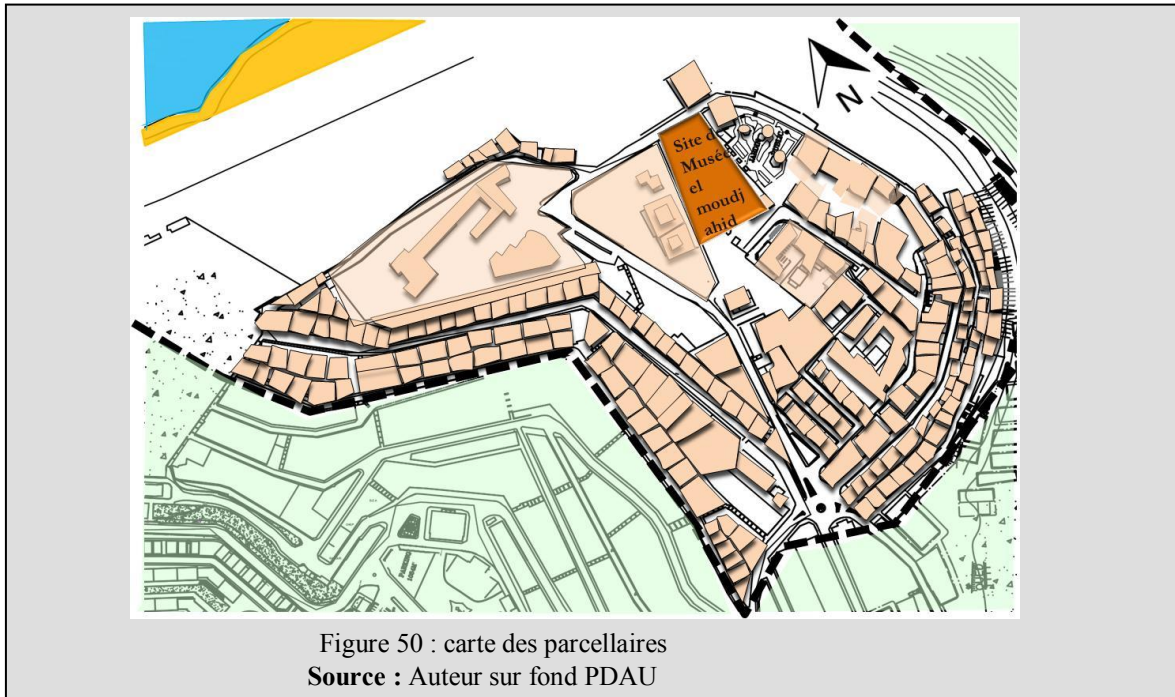 N
Site d
Musée
el
moudj
ahid
Figure 50 : carte des parcellaires
Source : Auteur sur fond PDAU